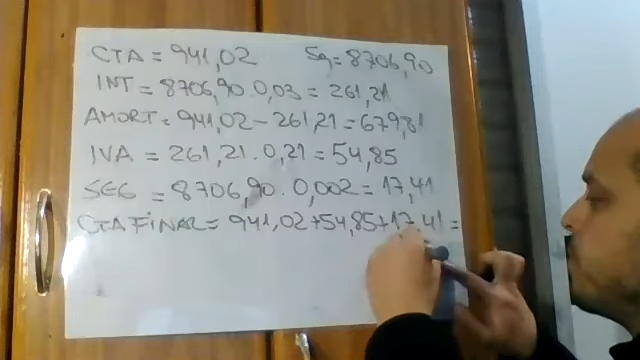 CTA = 941,02 Sq = 8706,90
INT = 8706,90 . 0,03 = 261,21
AMORT = 941,02 - 261,21 = 679,81
IVA = 261,21 . 0,21 = 54,85
SEG = 8706,90 . 0,002 = 17,41
CTA FINAL = 941,02 + 54,85 + 17,41 =